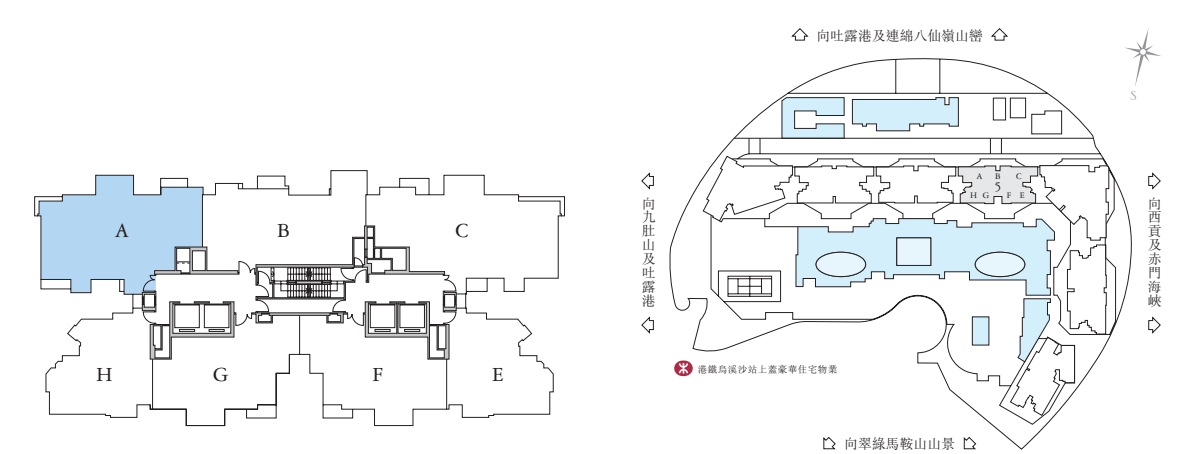 向吐露港及連綿八仙嶺山巒
S
A
B
C
H
G
F
E
A B C
5
H G F E
向九肚山及吐露港
向西貢及赤門海峽
港鐵烏溪沙站上蓋豪華住宅物業
向翠綠馬鞍山山景